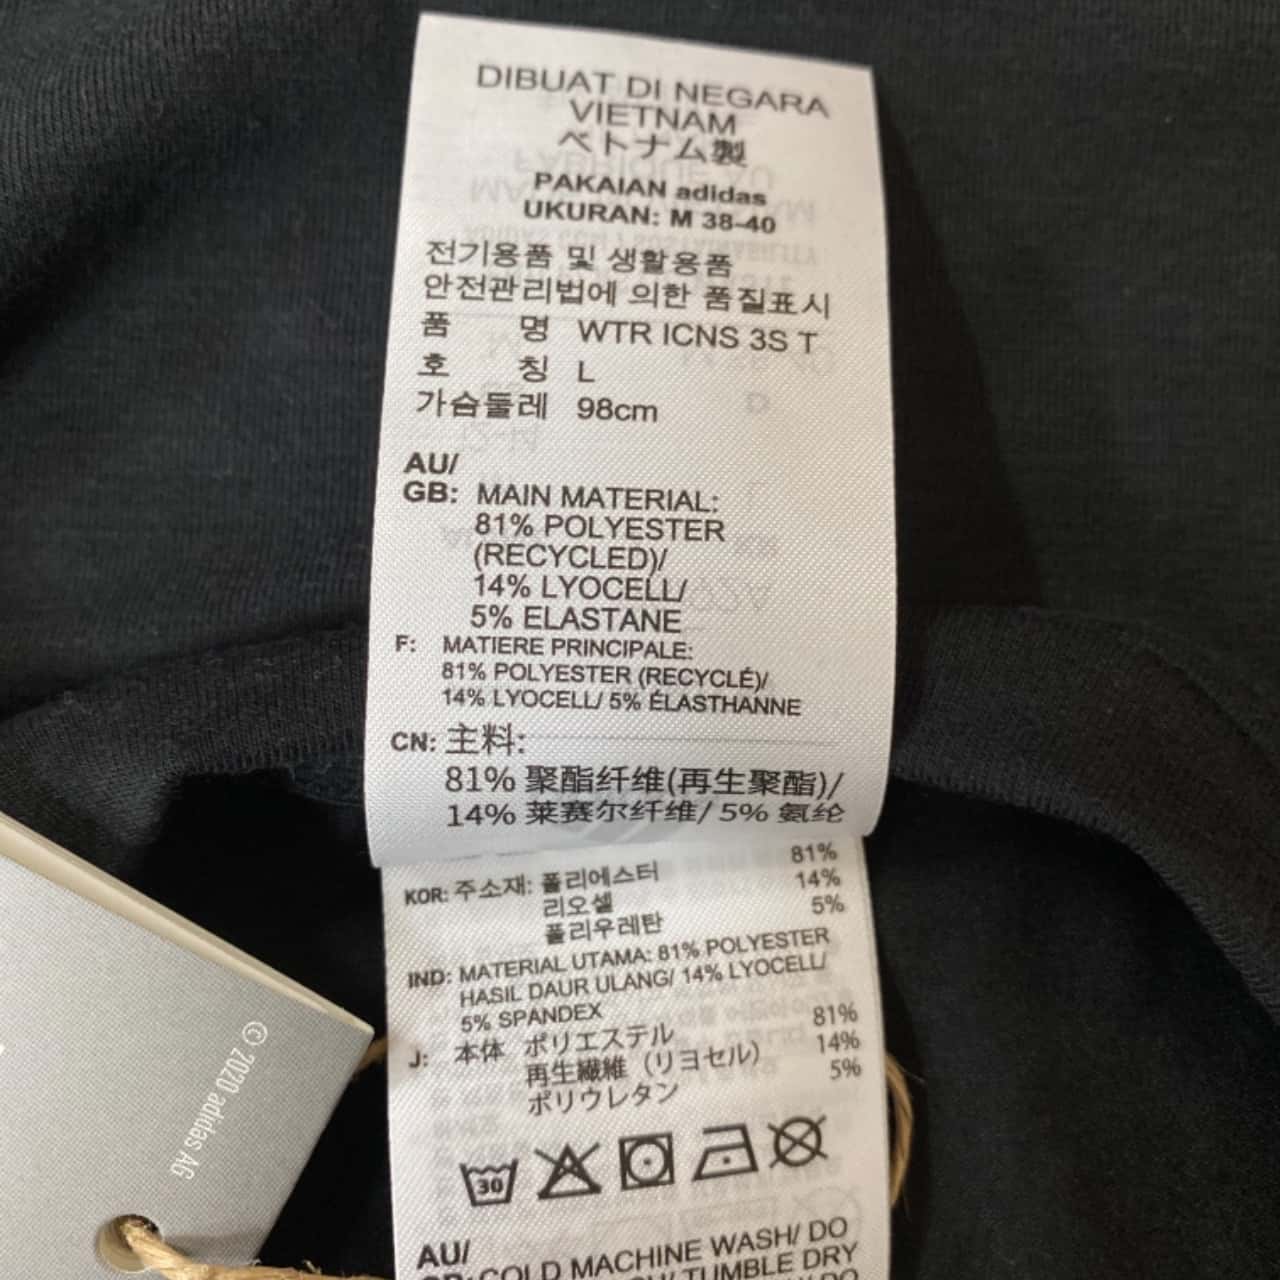 DIBUAT DI NEGARA
VIETNAM
ベトナム製
PAKAIAN adidas
UKURAN: M 38-40
전기용품 및 생활용품
안전관리법에 의한 품질표시
품 명 WTR ICNS 3S T
호 칭 L
가슴둘레 98cm
AU/
GB: MAIN MATERIAL:
81% POLYESTER
(RECYCLED)/
14% LYOCELL/
5% ELASTANE
F: MATIERE PRINCIPALE:
81% POLYESTER (RECYCLÉ)/
14% LYOCELL/ 5% ÉLASTHANNE
CN: 主料:
81% 聚酯纤维(再生聚酯)/
14% 莱赛尔纤维/ 5% 氨纶
KOR: 주소재: 폴리에스터 81%
리오셀 14%
폴리우레탄 5%
IND: MATERIAL UTAMA: 81% POLYESTER
HASIL DAUR ULANG/ 14% LYOCELL/
5% SPANDEX
J: 本体 ポリエステル 81%
再生繊維（リヨセル） 14%
ポリウレタン 5%
30
AU/
GB: COLD MACHINE WASH/ DO
TUMBLE DRY
DO
© 2020 adidas AG